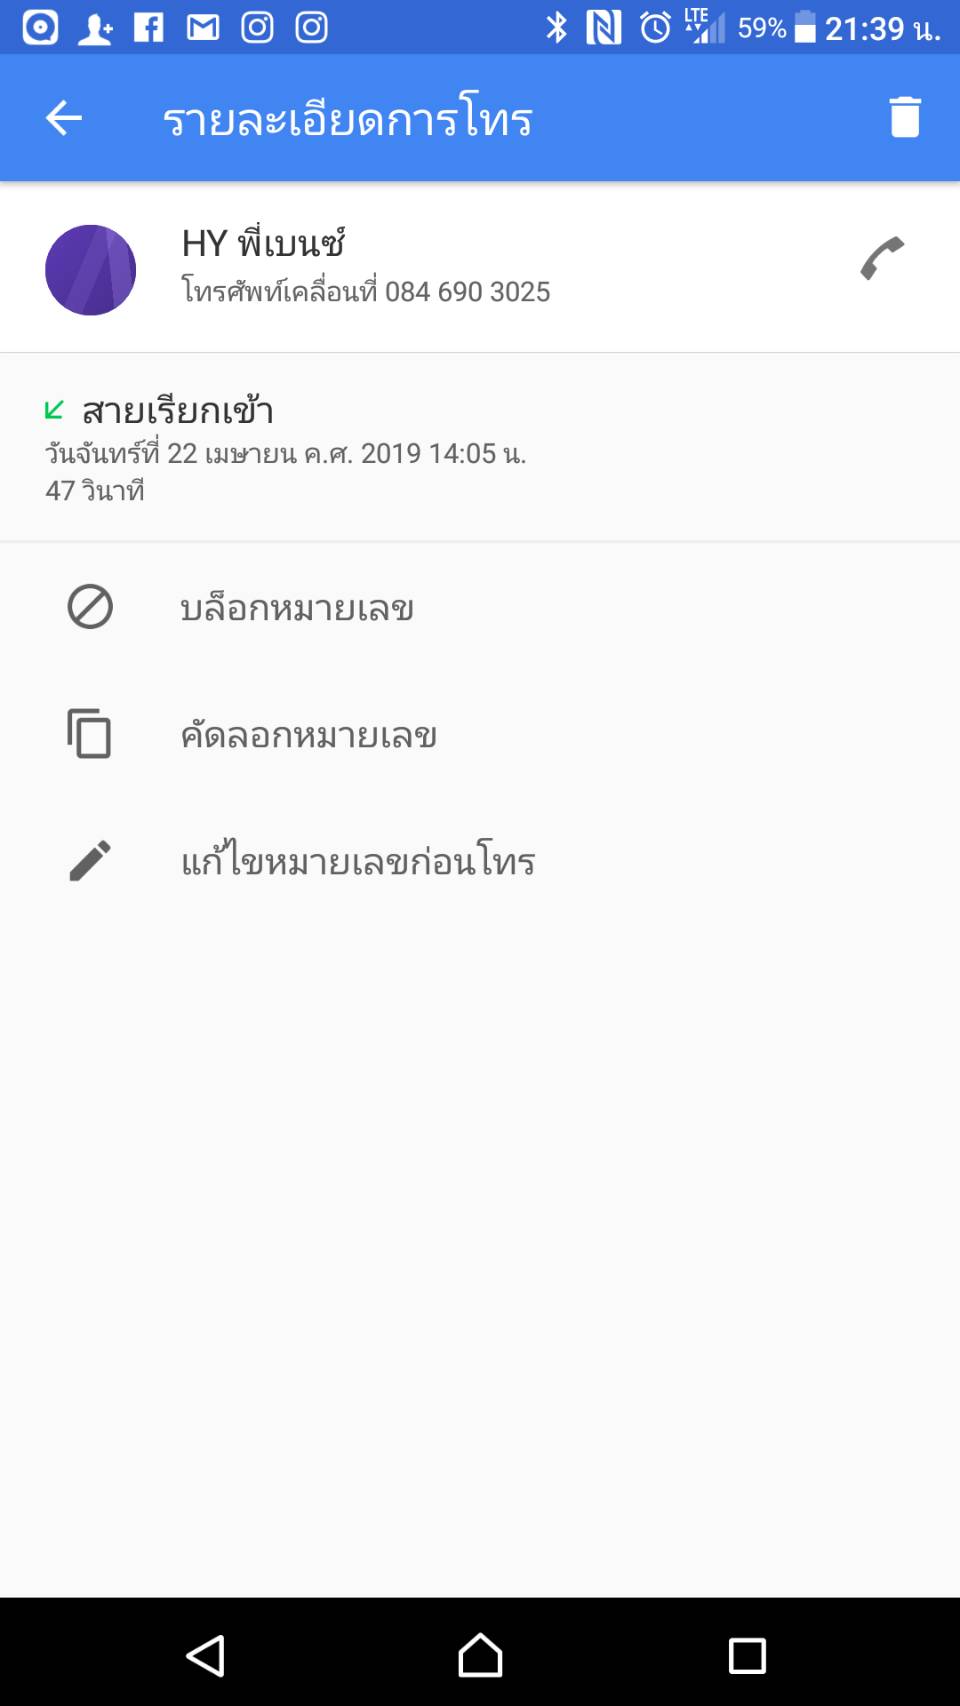 LTE 59% 21:39 น.
รายละเอียดการโทร
HY พี่เบนซ์
โทรศัพท์เคลื่อนที่ 084 690 3025
สายเรียกเข้า
วันจันทร์ที่ 22 เมษายน ค.ศ. 2019 14:05 น.
47 วินาที
บล็อกหมายเลข
คัดลอกหมายเลข
แก้ไขหมายเลขก่อนโทร